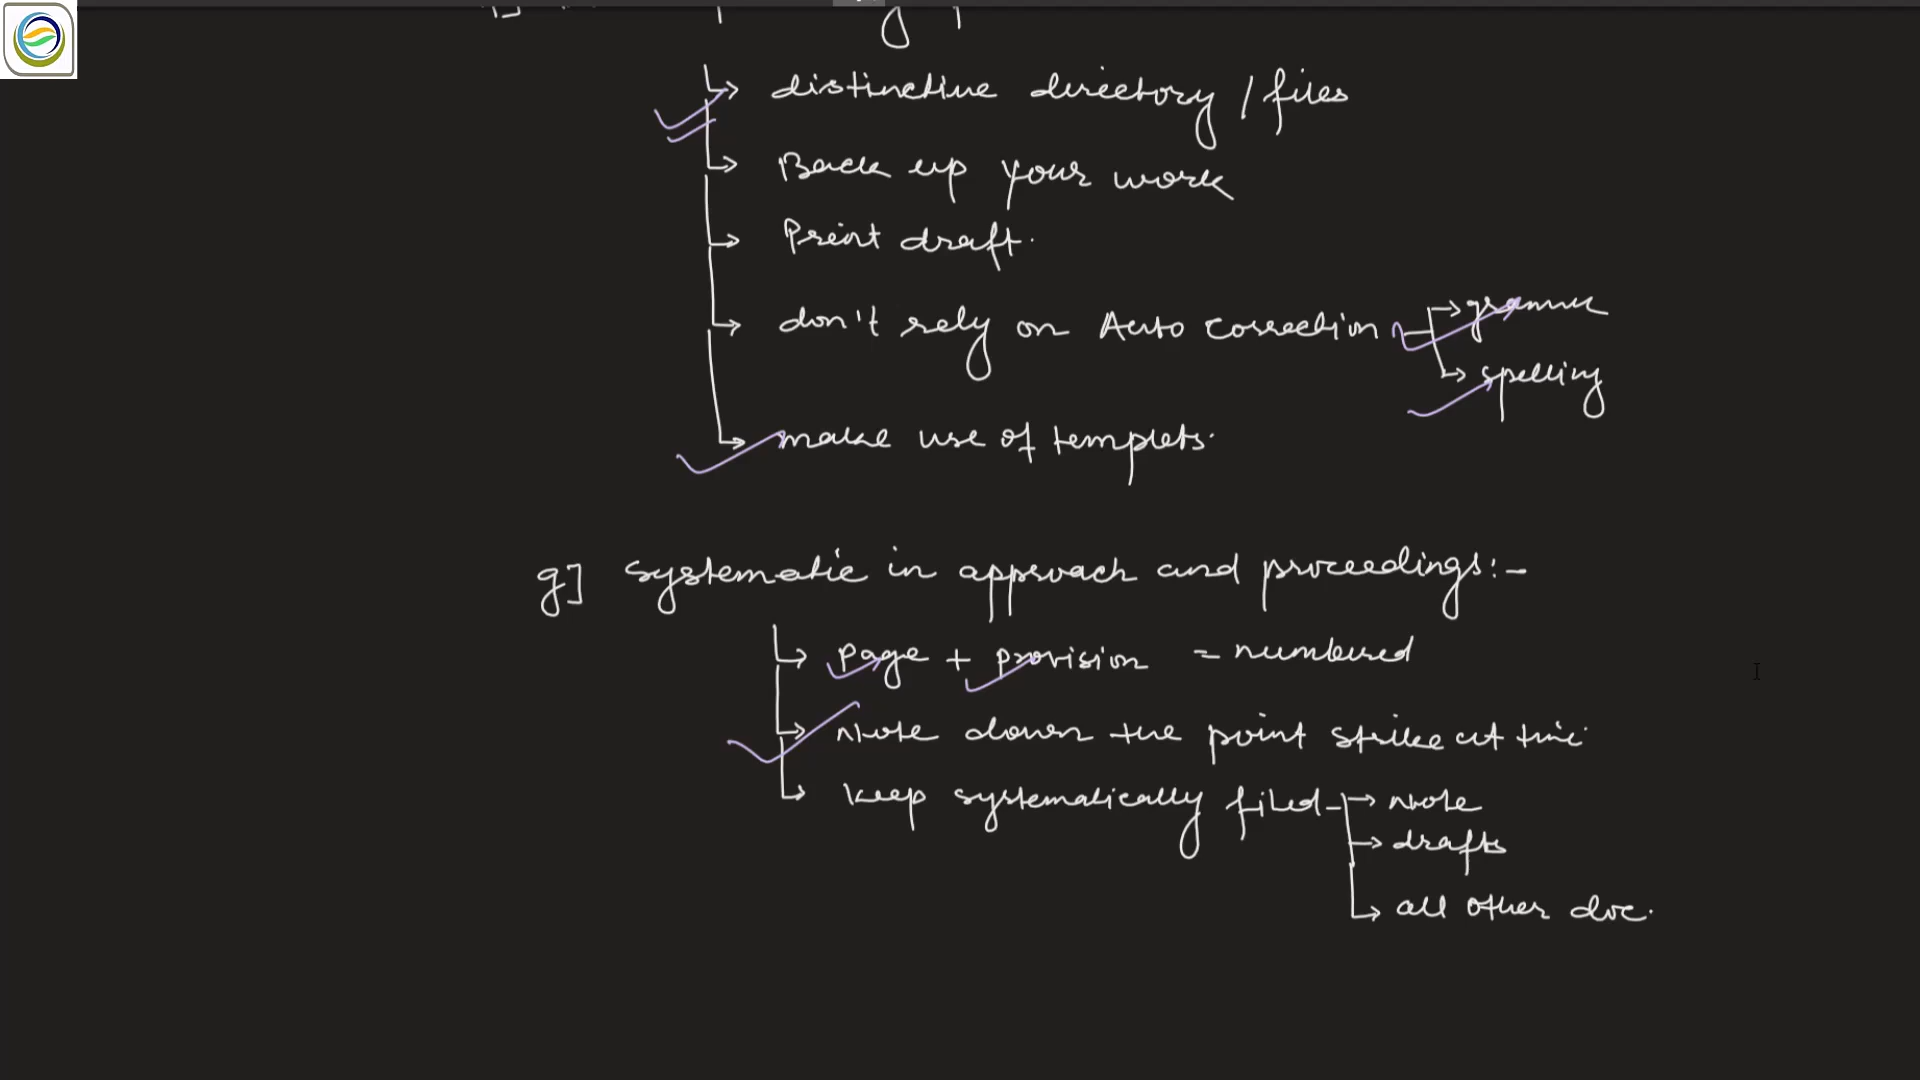 distinctive directory / files
Back up your work
Print draft.
don't rely on Auto correction
grammer
spelling
make use of templets.
g] systematic in approach and proceedings:-
page + provision = numbered
Note down the point strike at time.
keep systematically filed - note
drafts
all other doc.